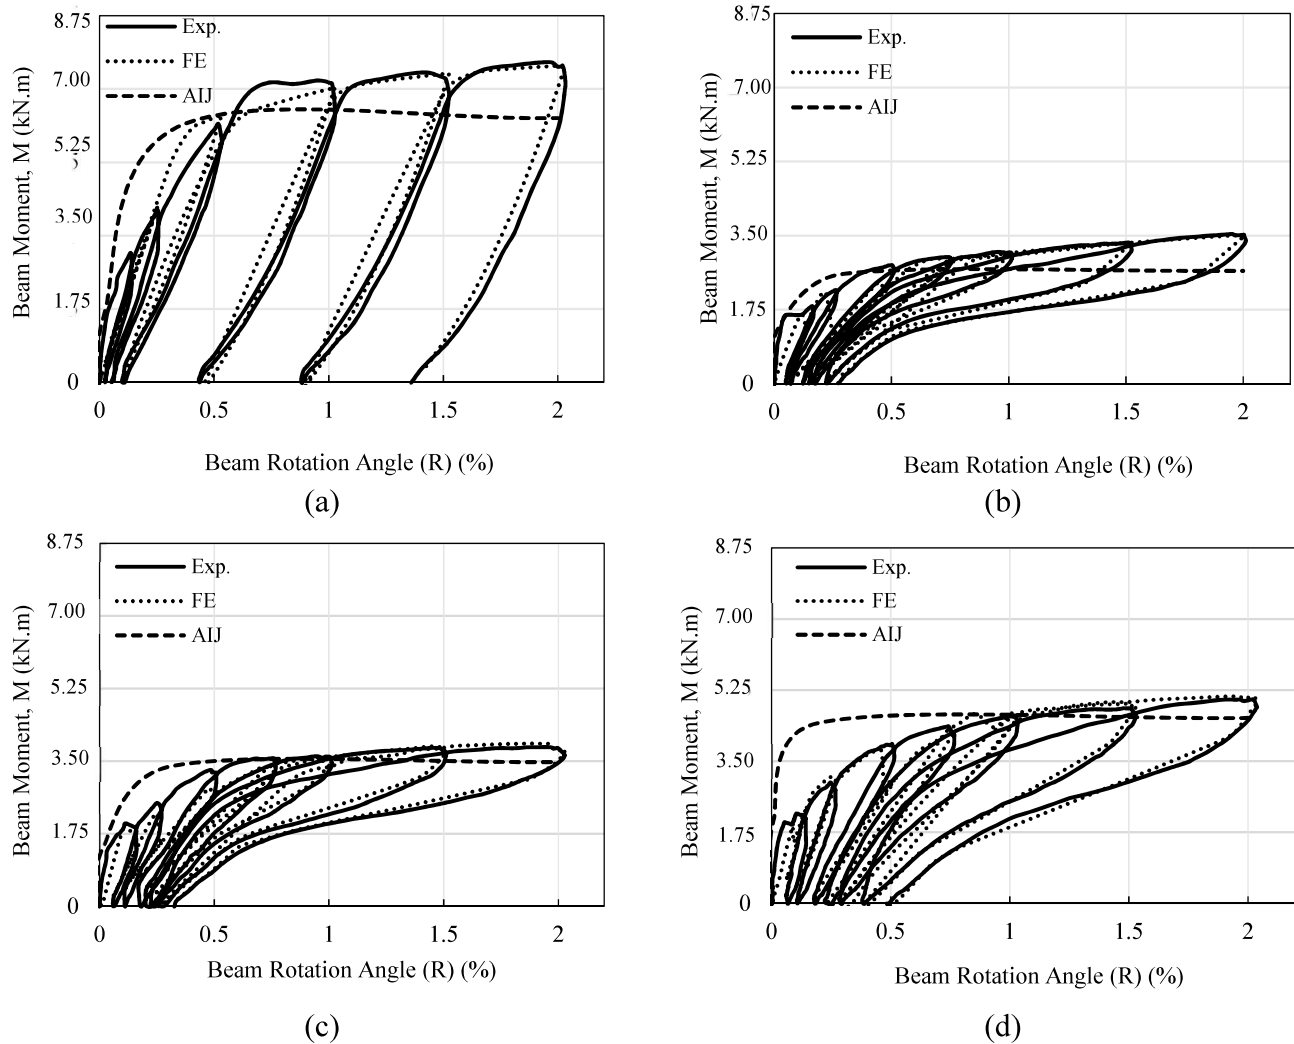 8.75
7.00
5.25
3.50
1.75
0
Beam Moment, M (kN.m)
Exp.
FE
AIJ
0 0.5 1 1.5 2
Beam Rotation Angle (R) (%)
(a)
8.75
7.00
5.25
3.50
1.75
0
Beam Moment, M (kN.m)
Exp.
FE
AIJ
0 0.5 1 1.5 2
Beam Rotation Angle (R) (%)
(b)
8.75
7.00
5.25
3.50
1.75
0
Beam Moment, M (kN.m)
Exp.
FE
AIJ
0 0.5 1 1.5 2
Beam Rotation Angle (R) (%)
(c)
8.75
7.00
5.25
3.50
1.75
0
Beam Moment, M (kN.m)
Exp.
FE
AIJ
0 0.5 1 1.5 2
Beam Rotation Angle (R) (%)
(d)